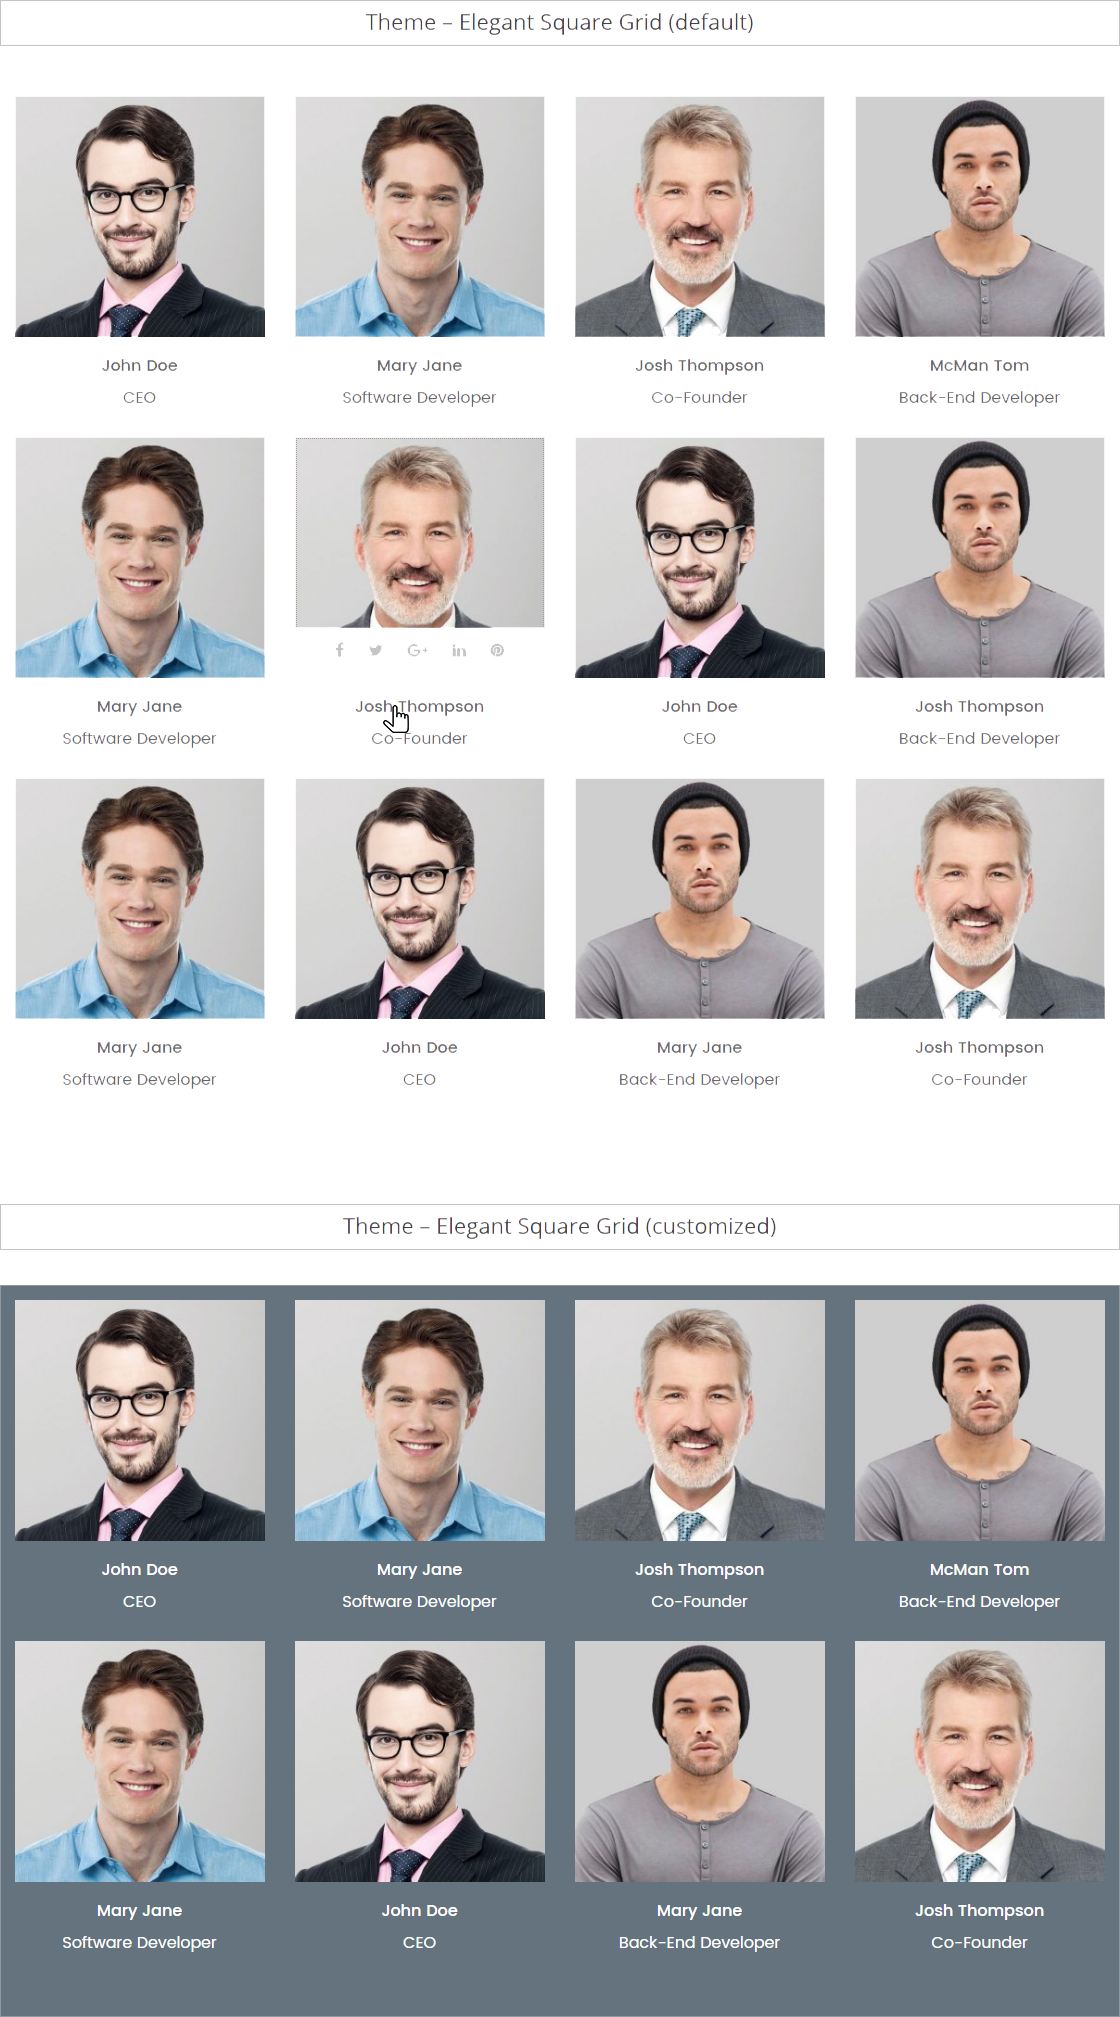 Theme – Elegant Square Grid (default)
John Doe
Mary Jane
Josh Thompson
McMan Tom
CEO
Software Developer
Co-Founder
Back-End Developer
Mary Jane
Josh Thompson
John Doe
Josh Thompson
Software Developer
Co-Founder
CEO
Back-End Developer
Mary Jane
John Doe
Mary Jane
Josh Thompson
Software Developer
CEO
Back-End Developer
Co-Founder
Theme – Elegant Square Grid (customized)
John Doe
Mary Jane
Josh Thompson
McMan Tom
CEO
Software Developer
Co-Founder
Back-End Developer
Mary Jane
John Doe
Mary Jane
Josh Thompson
Software Developer
CEO
Back-End Developer
Co-Founder